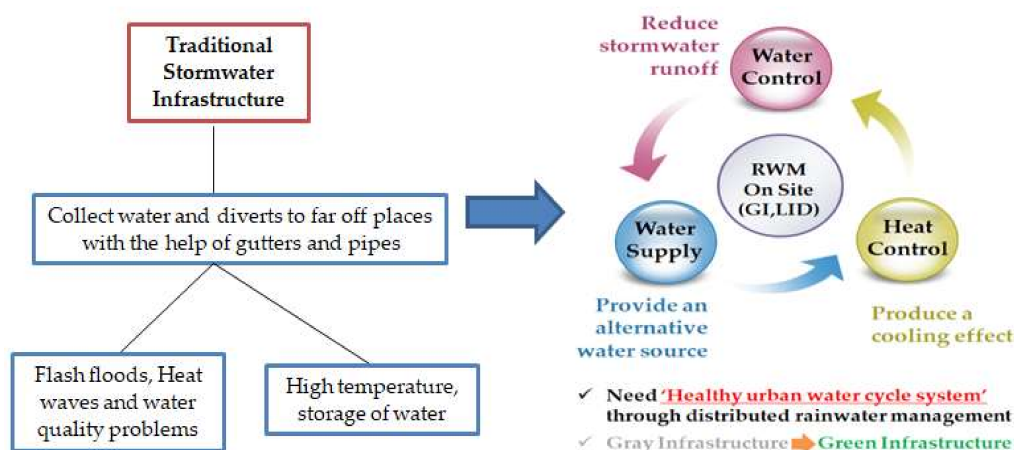 Traditional
Stormwater
Infrastructure
Collect water and diverts to far off places
with the help of gutters and pipes
Flash floods, Heat
waves and water
quality problems
High temperature,
storage of water
Reduce
stormwater
runoff
Water
Control
RWM
On Site
(GI,LID)
Water
Supply
Heat
Control
Provide an
alternative
water source
Produce a
cooling effect
✓ Need 'Healthy urban water cycle system'
through distributed rainwater management
✓ Gray Infrastructure Green Infrastructure